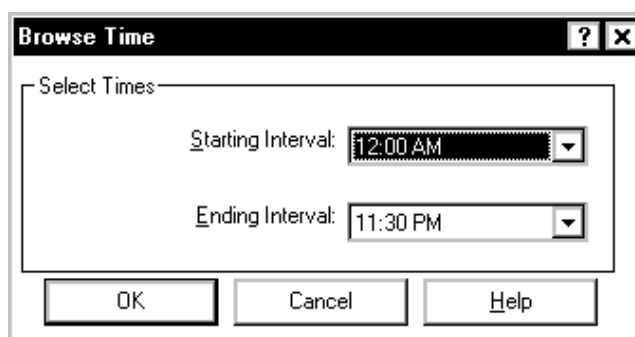 Browse Time
? X
Select Times
Starting Interval: 12:00 AM
Ending Interval: 11:30 PM
OK Cancel Help